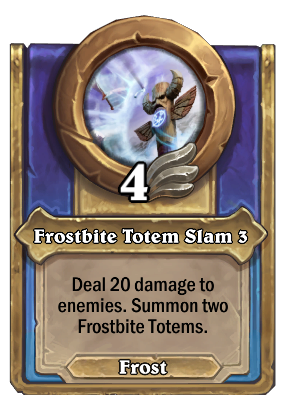 4
Frostbite Totem Slam 3
Deal 20 damage to
enemies. Summon two
Frostbite Totems.
Frost